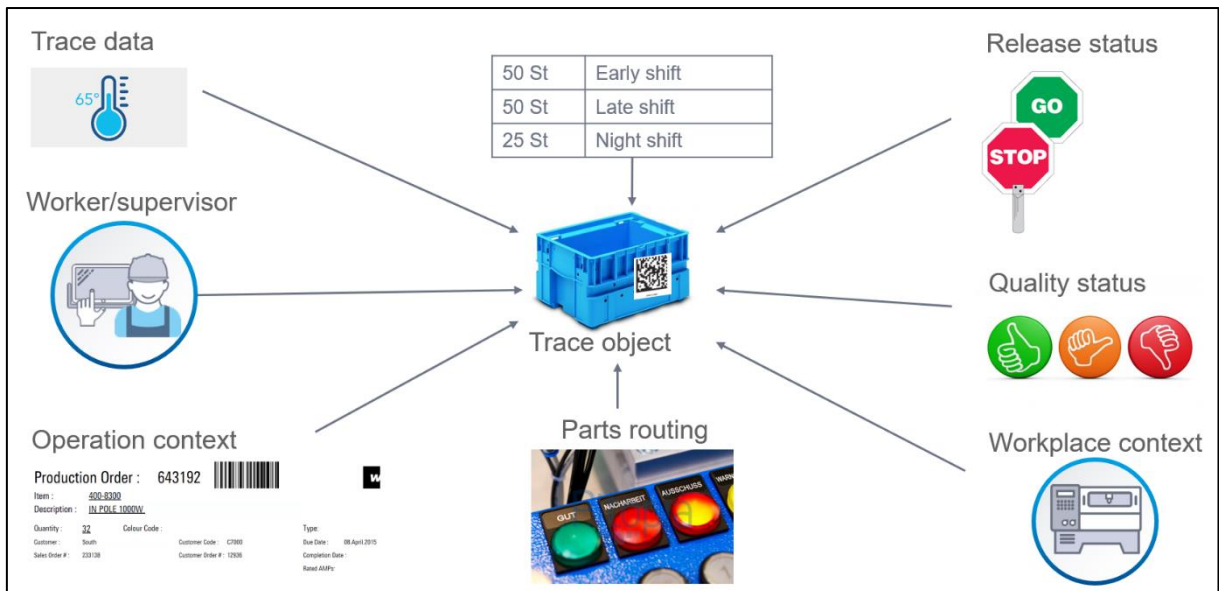 Trace data
65°
50 St Early shift
50 St Late shift
25 St Night shift
Release status
GO
STOP
Worker/supervisor
Trace object
Quality status
Operation context
Production Order : 643192
Item : 400-8300
Description : IN POLE 1000W
Quantity : 32 Colour Code : Type:
Customer : South Customer Code : C7000 Due Date : 08.April 2015
Sales Order # : 233138 Customer Order # : 12936 Completion Date :
Rated AMPs:
Parts routing
GUT
NACHARBEIT
AUSSCHUSS
Workplace context